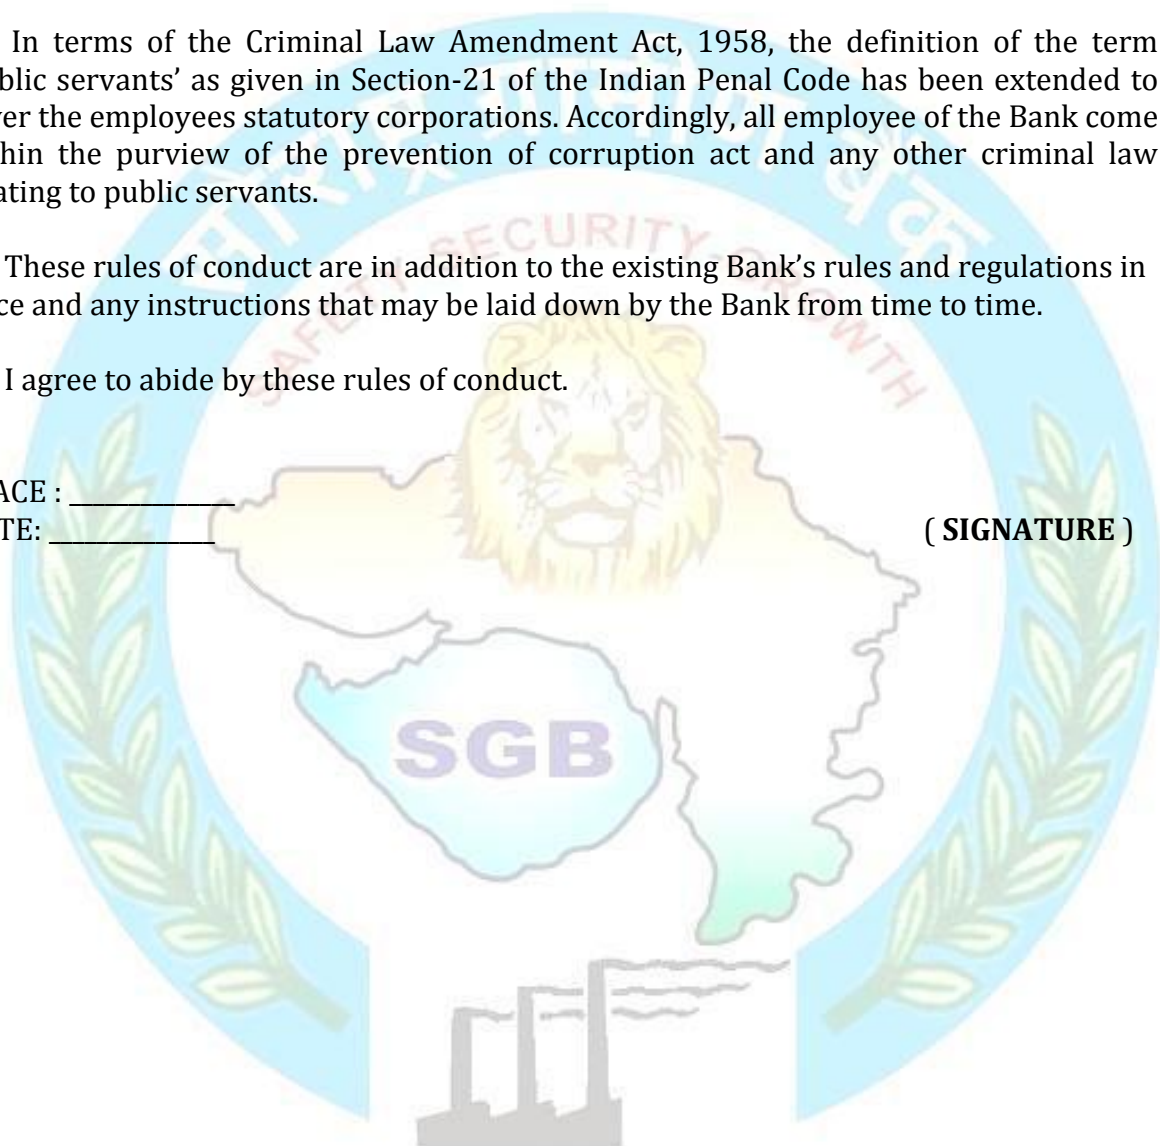 In terms of the Criminal Law Amendment Act, 1958, the definition of the term
blic servants’ as given in Section-21 of the Indian Penal Code has been extended to
ver the employees statutory corporations. Accordingly, all employee of the Bank come
hin the purview of the prevention of corruption act and any other criminal law
ating to public servants.
These rules of conduct are in addition to the existing Bank’s rules and regulations in
ce and any instructions that may be laid down by the Bank from time to time.
I agree to abide by these rules of conduct.
ACE : ______________
TE: ______________ ( SIGNATURE )
सौराष्ट्र ग्रामीण बेंक
SAFETY-SECURITY-GROWTH
SGB